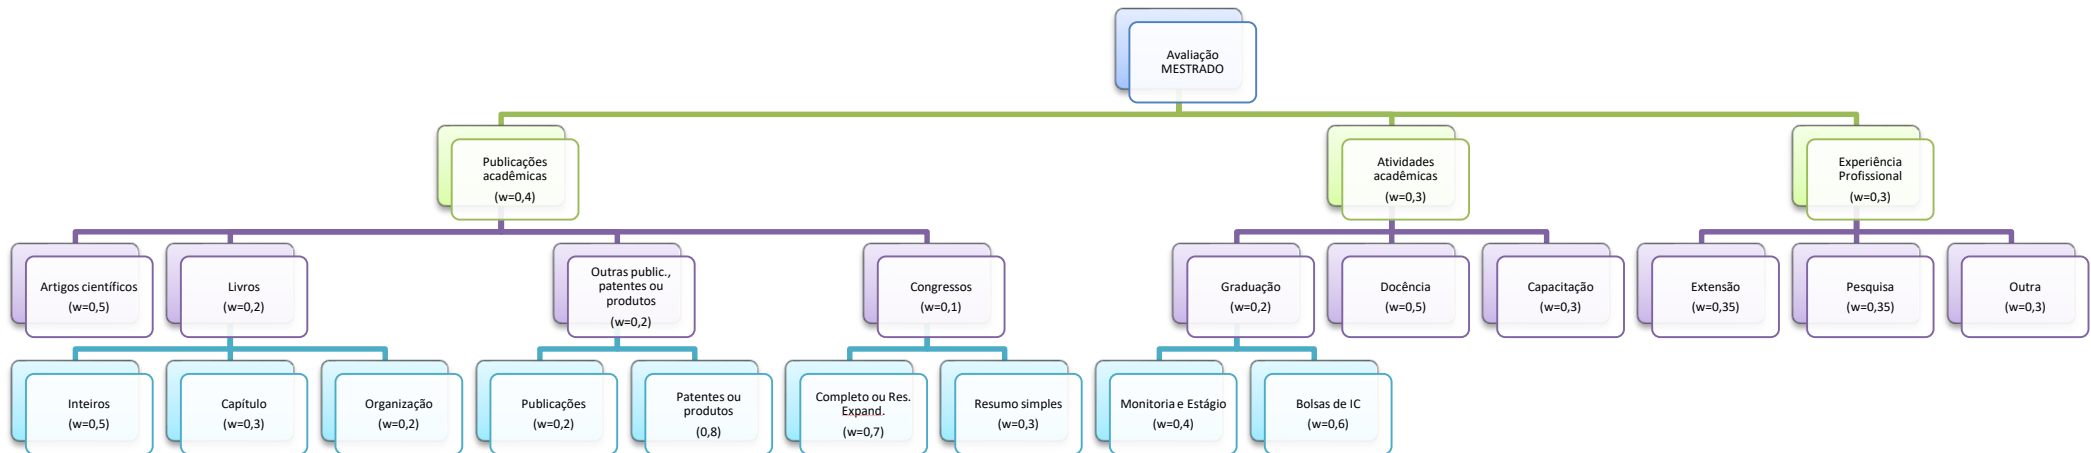 Avaliação
MESTRADO
Publicações
acadêmicas
(w=0,4)
Atividades
acadêmicas
(w=0,3)
Experiência
Profissional
(w=0,3)
Artigos científicos
(w=0,5)
Livros
(w=0,2)
Outras public.,
patentes ou
produtos
(w=0,2)
Congressos
(w=0,1)
Graduação
(w=0,2)
Docência
(w=0,5)
Capacitação
(w=0,3)
Extensão
(w=0,35)
Pesquisa
(w=0,35)
Outra
(w=0,3)
Inteiros
(w=0,5)
Capítulo
(w=0,3)
Organização
(w=0,2)
Publicações
(w=0,2)
Patentes ou
produtos
(0,8)
Completo ou Res.
Expand.
(w=0,7)
Resumo simples
(w=0,3)
Monitoria e Estágio
(w=0,4)
Bolsas de IC
(w=0,6)